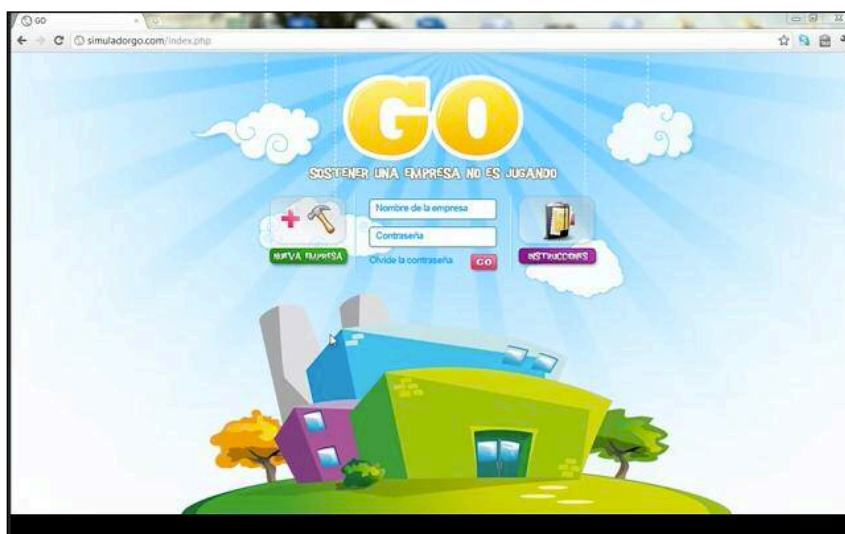 GO
simuladorgo.com/index.php
GO
SOSTENER UNA EMPRESA NO ES JUGANDO
Nombre de la empresa
Contraseña
Olvide la contraseña
GO
NUEVA EMPRESA
INSTRUCCIONES